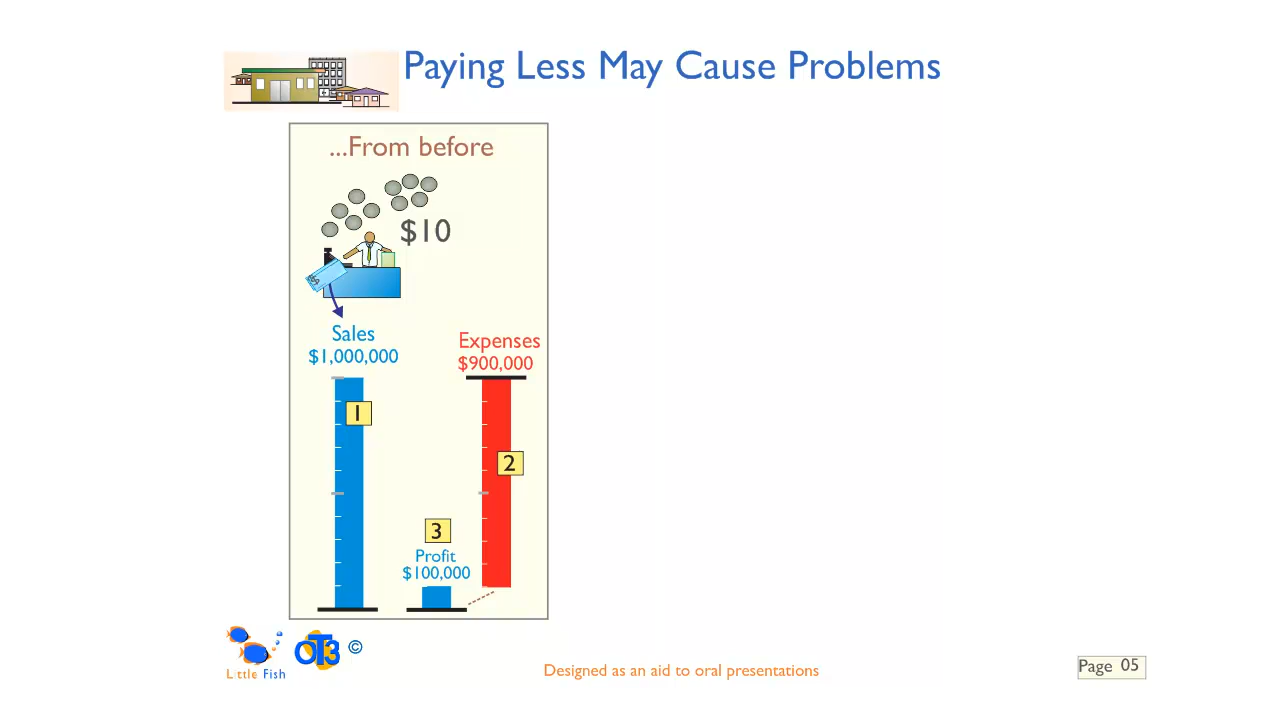 Paying Less May Cause Problems
...From before
$10
Sales
$1,000,000
Expenses
$900,000
1
2
3
Profit
$100,000
Little Fish
OT3
©
Designed as an aid to oral presentations
Page 05